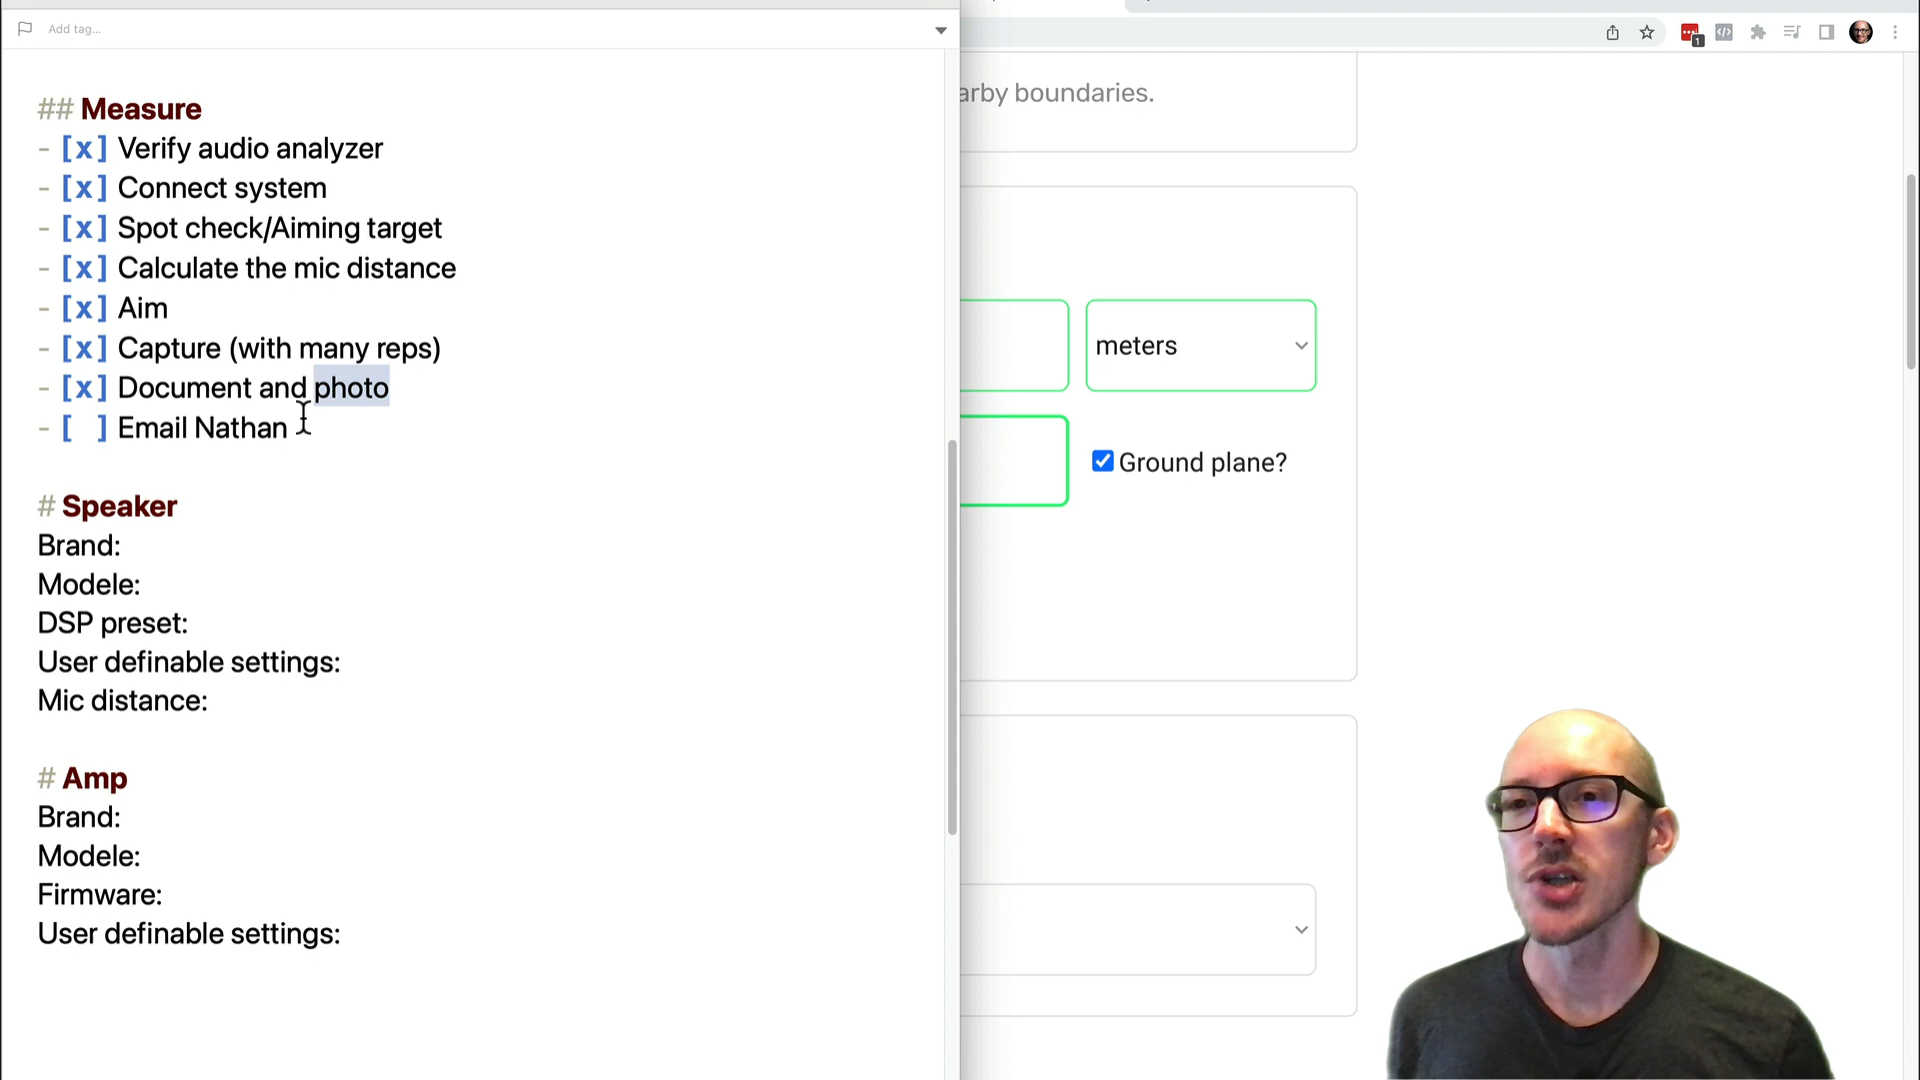 Add tag...
## Measure
- [x] Verify audio analyzer
- [x] Connect system
- [x] Spot check/Aiming target
- [x] Calculate the mic distance
- [x] Aim
- [x] Capture (with many reps)
- [x] Document and photo
- [ ] Email Nathan
# Speaker
Brand:
Modele:
DSP preset:
User definable settings:
Mic distance:
# Amp
Brand:
Modele:
Firmware:
User definable settings:
1
arby boundaries.
meters
Ground plane?